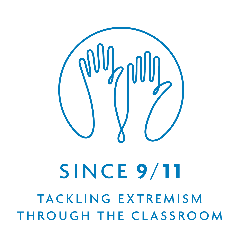 SINCE 9/11
TACKLING EXTREMISM
THROUGH THE CLASSROOM